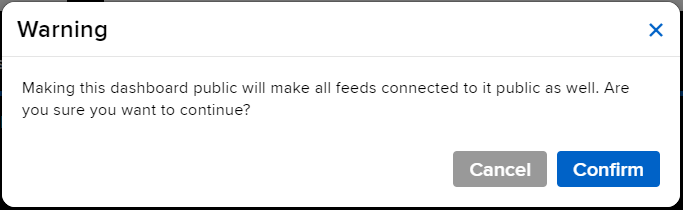 Warning
Making this dashboard public will make all feeds connected to it public as well. Are
you sure you want to continue?
Cancel Confirm